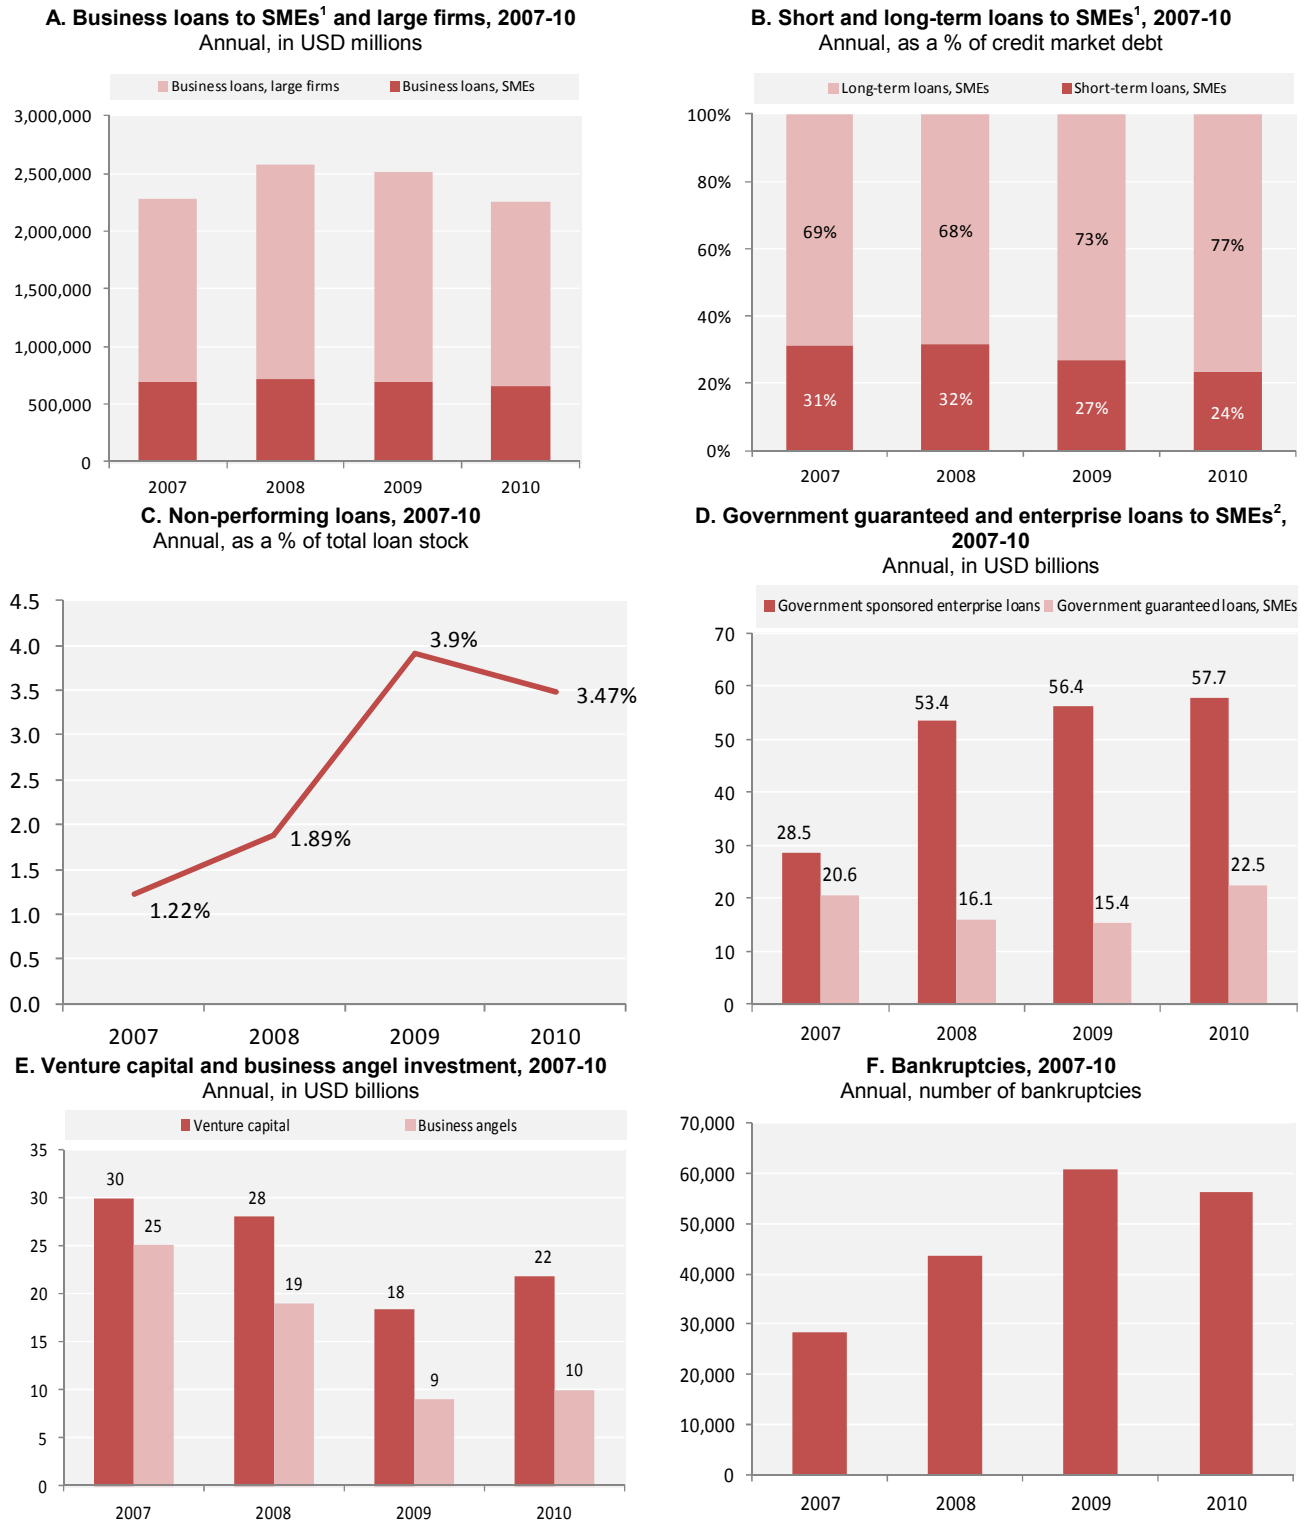 A. Business loans to SMEs¹ and large firms, 2007-10
Annual, in USD millions
Business loans, large firms Business loans, SMEs
3,000,000
2,500,000
2,000,000
1,500,000
1,000,000
500,000
0
2007 2008 2009 2010
B. Short and long-term loans to SMEs¹, 2007-10
Annual, as a % of credit market debt
Long-term loans, SMEs Short-term loans, SMEs
100%
80%
60%
40%
20%
0%
69% 68% 73% 77%
31% 32% 27% 24%
2007 2008 2009 2010
C. Non-performing loans, 2007-10
Annual, as a % of total loan stock
4.5
4.0
3.5
3.0
2.5
2.0
1.5
1.0
0.5
0.0
1.22%
1.89%
3.9%
3.47%
2007 2008 2009 2010
D. Government guaranteed and enterprise loans to SMEs²,
2007-10
Annual, in USD billions
Government sponsored enterprise loans Government guaranteed loans, SMEs
70
60
50
40
30
20
10
0
28.5 53.4 56.4 57.7
20.6 16.1 15.4 22.5
2007 2008 2009 2010
E. Venture capital and business angel investment, 2007-10
Annual, in USD billions
Venture capital Business angels
35
30
25
20
15
10
5
0
30 28 18 22
25 19 9 10
2007 2008 2009 2010
F. Bankruptcies, 2007-10
Annual, number of bankruptcies
70,000
60,000
50,000
40,000
30,000
20,000
10,000
0
2007 2008 2009 2010